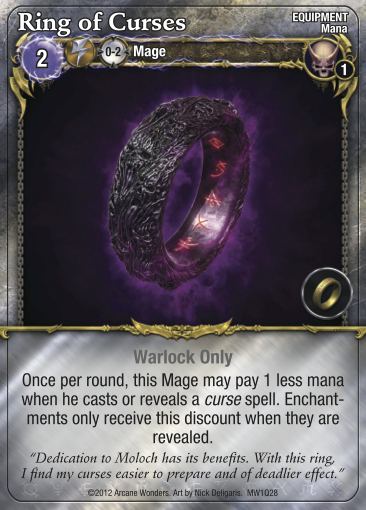 Ring of Curses
EQUIPMENT
Mana
2
0-2
Mage
1
Warlock Only
Once per round, this Mage may pay 1 less mana
when he casts or reveals a curse spell. Enchant-
ments only receive this discount when they are
revealed.
“Dedication to Moloch has its benefits. With this ring,
I find my curses easier to prepare and of deadlier effect.”
©2012 Arcane Wonders. Art by Nick Deligaris. MW1Q28